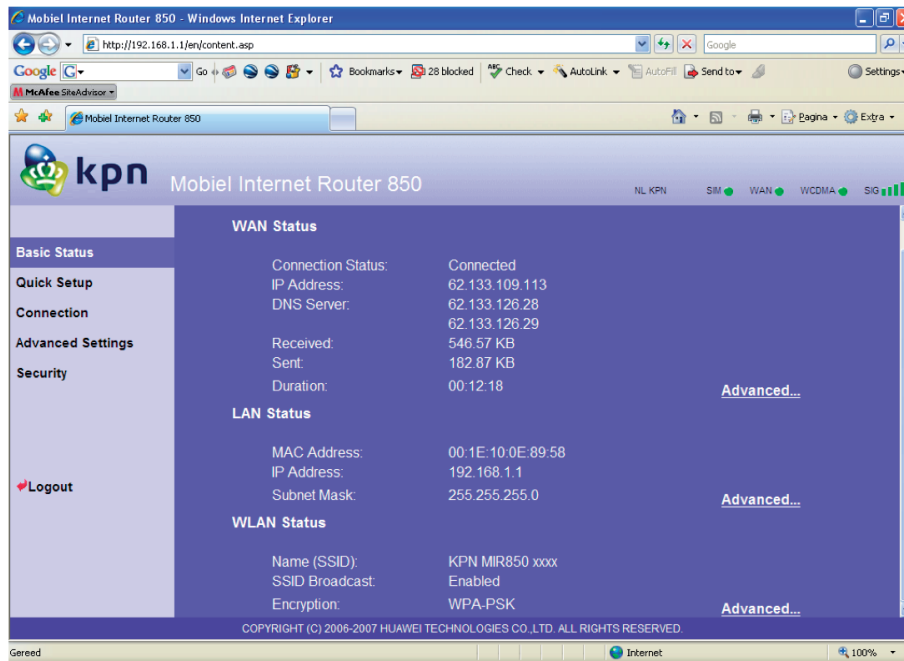 Mobiel Internet Router 850 - Windows Internet Explorer
http://192.168.1.1/en/content.asp
Google
Google G Go Bookmarks 28 blocked ABC Check AutoLink AutoFill Send to Settings
McAfee SiteAdvisor
Mobiel Internet Router 850 Pagina Extra
kpn
Mobiel Internet Router 850
NL KPN SIM WAN WCDMA SIG
WAN Status
Basic Status
Quick Setup
Connection
Advanced Settings
Security
Logout
Connection Status: Connected
IP Address: 62.133.109.113
DNS Server: 62.133.126.28
62.133.126.29
Received: 546.57 KB
Sent: 182.87 KB
Duration: 00:12:18
Advanced...
LAN Status
MAC Address: 00:1E:10:0E:89:58
IP Address: 192.168.1.1
Subnet Mask: 255.255.255.0
Advanced...
WLAN Status
Name (SSID): KPN MIR850 xxxx
SSID Broadcast: Enabled
Encryption: WPA-PSK
Advanced...
COPYRIGHT (C) 2006-2007 HUAWEI TECHNOLOGIES CO.,LTD. ALL RIGHTS RESERVED.
Gereed Internet 100%